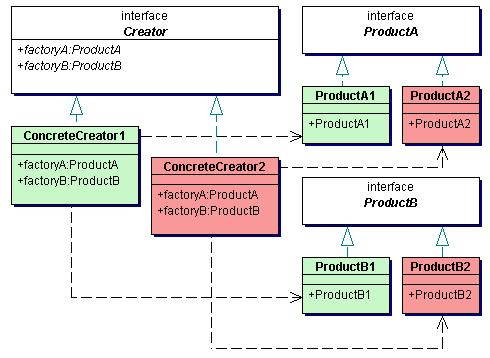 interface
Creator
+factoryA:ProductA
+factoryB:ProductB
interface
ProductA
ProductA1
+ProductA1
ProductA2
+ProductA2
ConcreteCreator1
+factoryA:ProductA
+factoryB:ProductB
ConcreteCreator2
+factoryA:ProductA
+factoryB:ProductB
interface
ProductB
ProductB1
+ProductB1
ProductB2
+ProductB2